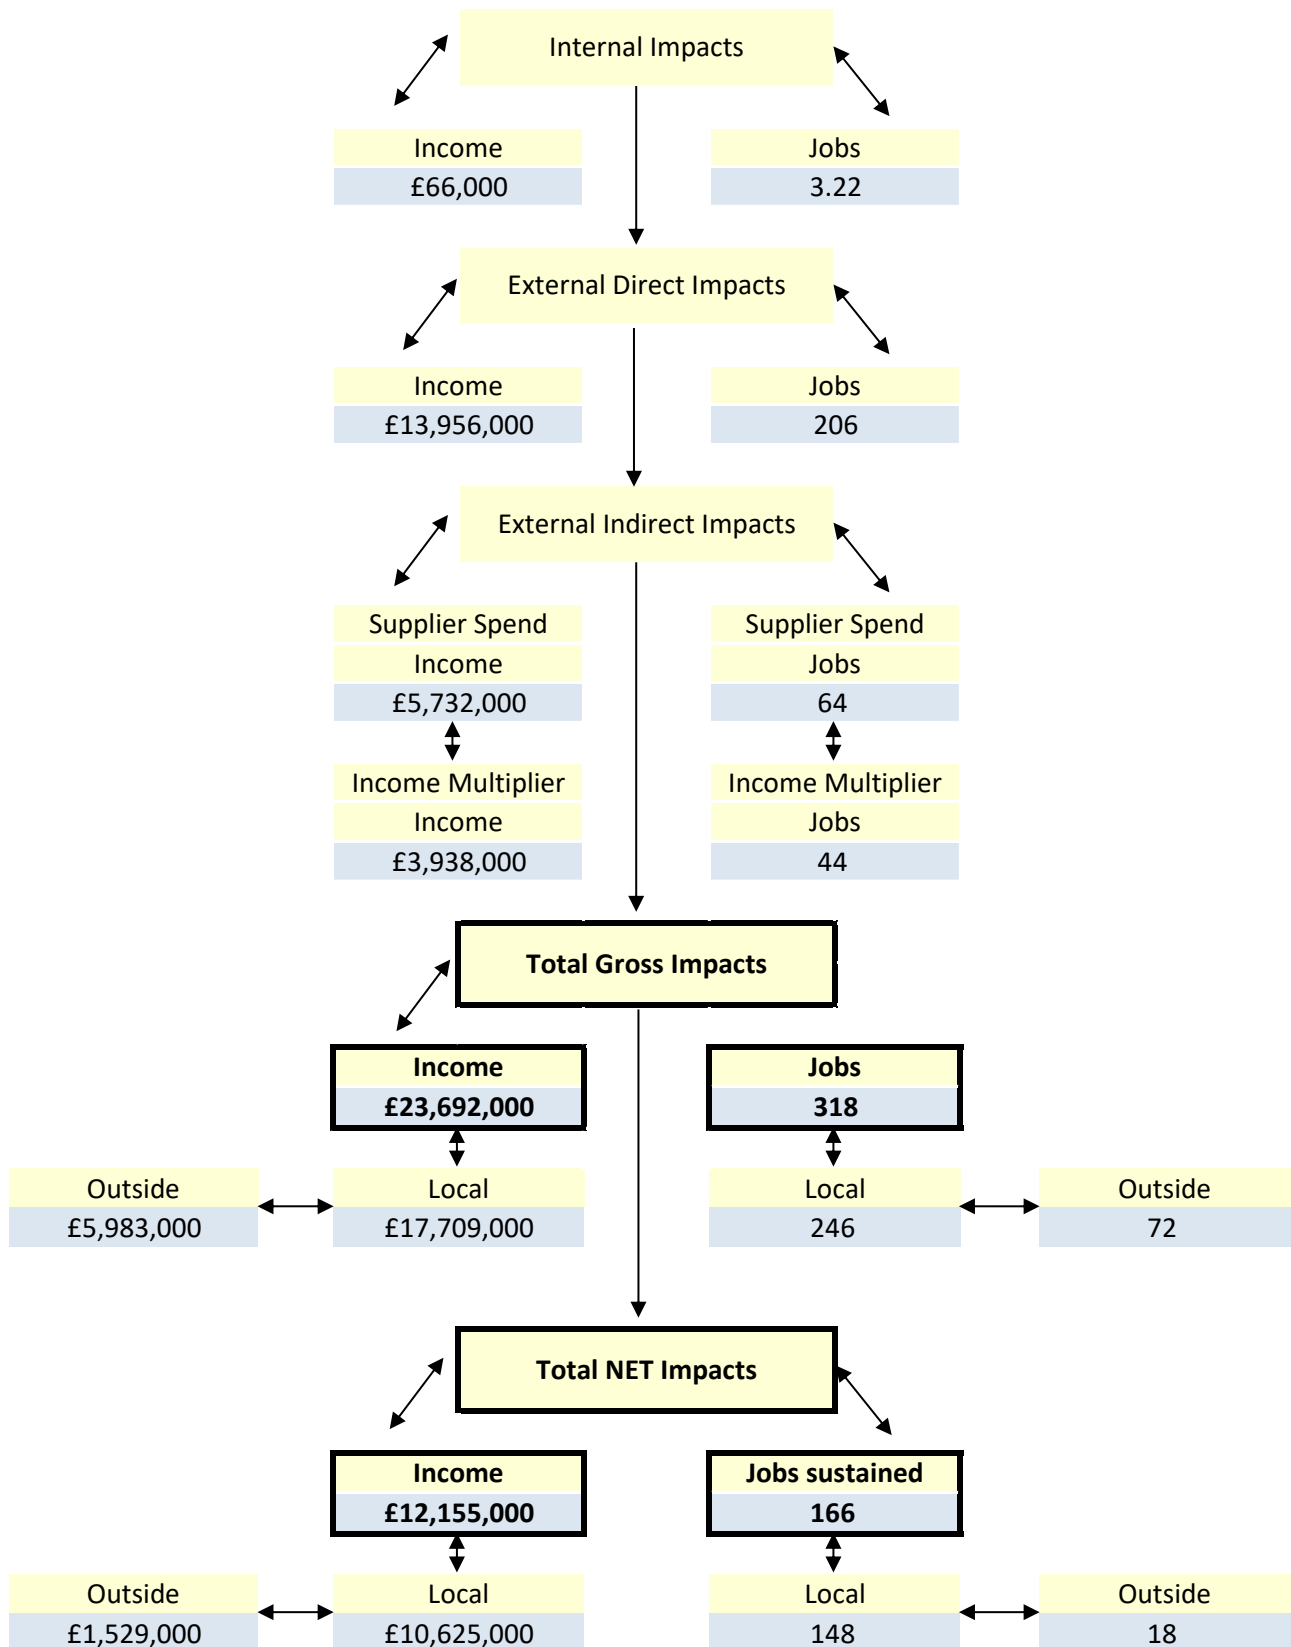 Internal Impacts
Income
Jobs
£66,000
3.22
External Direct Impacts
Income
Jobs
£13,956,000
206
External Indirect Impacts
Supplier Spend
Supplier Spend
Income
Jobs
£5,732,000
64
Income Multiplier
Income Multiplier
Income
Jobs
£3,938,000
44
Total Gross Impacts
Income
Jobs
£23,692,000
318
Outside
Local
Local
Outside
£5,983,000
£17,709,000
246
72
Total NET Impacts
Income
Jobs sustained
£12,155,000
166
Outside
Local
Local
Outside
£1,529,000
£10,625,000
148
18